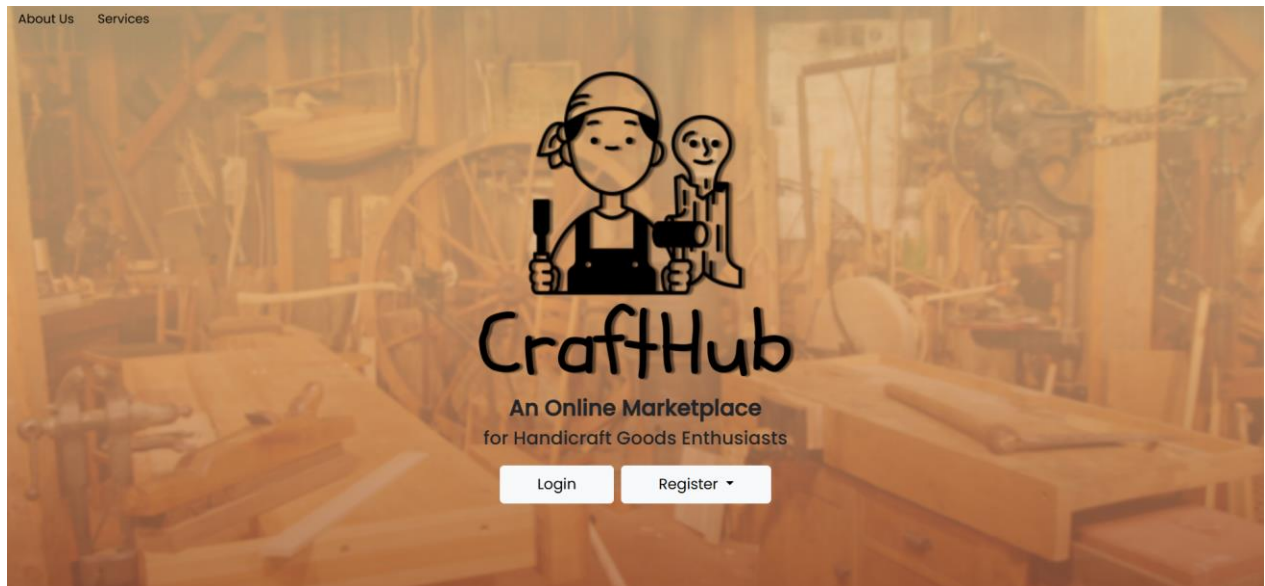 About Us Services
CraftHub
An Online Marketplace
for Handicraft Goods Enthusiasts
Login Register